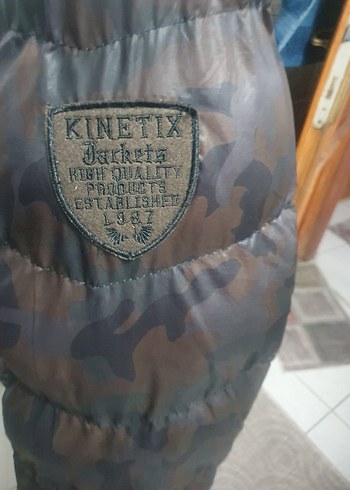 KINETIX
Jackets
HIGH QUALITY
PRODUCTS
ESTABLISHED
1987